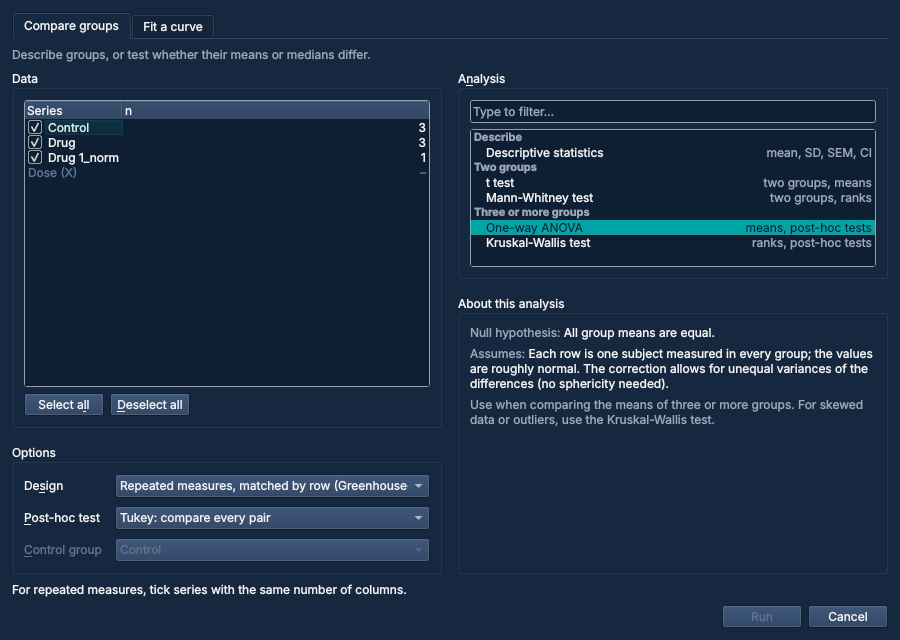 Compare groups
Fit a curve
Describe groups, or test whether their means or medians differ.
Data
Series n
Control 3
Drug 3
Drug 1_norm 1
Dose (X) –
Select all
Deselect all
Options
Design Repeated measures, matched by row (Greenhouse-
Post-hoc test Tukey: compare every pair
Control group Control
For repeated measures, tick series with the same number of columns.
Analysis
Type to filter...
Describe
Descriptive statistics mean, SD, SEM, CI
Two groups
t test two groups, means
Mann-Whitney test two groups, ranks
Three or more groups
One-way ANOVA means, post-hoc tests
Kruskal-Wallis test ranks, post-hoc tests
About this analysis
Null hypothesis: All group means are equal.
Assumes: Each row is one subject measured in every group; the values
are roughly normal. The correction allows for unequal variances of the
differences (no sphericity needed).
Use when comparing the means of three or more groups. For skewed
data or outliers, use the Kruskal-Wallis test.
Run
Cancel